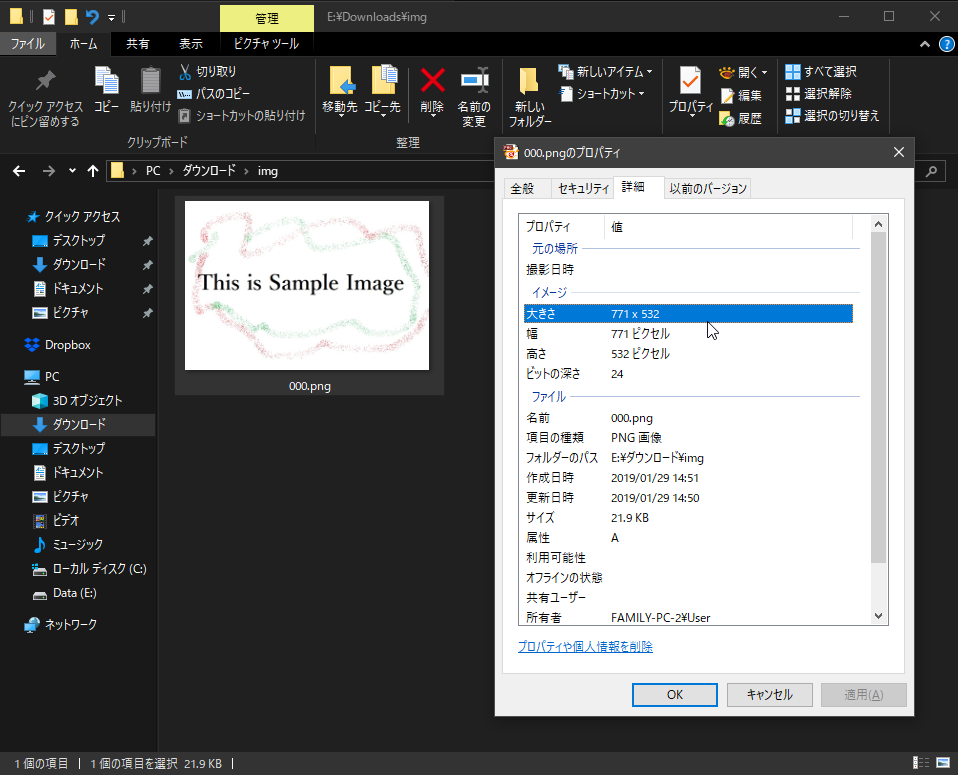 管理
E:¥Downloads¥img
ファイル
ホーム
共有
表示
ピクチャ ツール
クイック アクセス
にピン留めする
コピー
貼り付け
切り取り
パスのコピー
ショートカットの貼り付け
クリップボード
移動先
コピー先
削除
名前の
変更
整理
新しい
フォルダー
新しいアイテム
ショートカット
プロパティ
開く
編集
履歴
すべて選択
選択解除
選択の切り替え
PC
ダウンロード
img
クイック アクセス
デスクトップ
ダウンロード
ドキュメント
ピクチャ
Dropbox
PC
3D オブジェクト
ダウンロード
デスクトップ
ドキュメント
ピクチャ
ビデオ
ミュージック
ローカル ディスク (C:)
Data (E:)
ネットワーク
This is Sample Image
000.png
000.pngのプロパティ
全般
セキュリティ
詳細
以前のバージョン
プロパティ 値
元の場所
撮影日時
イメージ
大きさ 771 x 532
幅 771 ピクセル
高さ 532 ピクセル
ビットの深さ 24
ファイル
名前 000.png
項目の種類 PNG 画像
フォルダーのパス E:¥ダウンロード¥img
作成日時 2019/01/29 14:51
更新日時 2019/01/29 14:50
サイズ 21.9 KB
属性 A
利用可能性
オフラインの状態
共有ユーザー
所有者 FAMILY-PC-2¥User
プロパティや個人情報を削除
OK
キャンセル
適用(A)
1 個の項目
1 個の項目を選択 21.9 KB